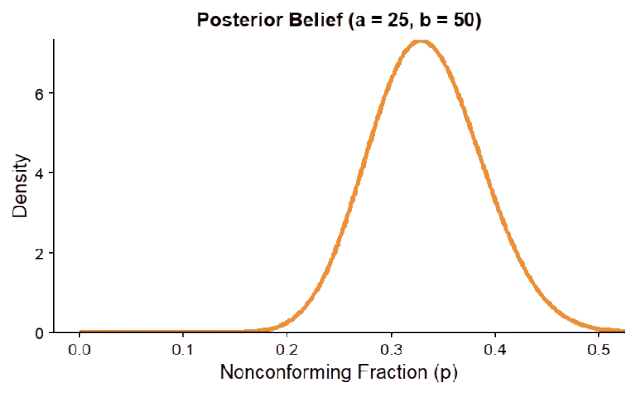 Posterior Belief (a = 25, b = 50)
6
4
2
0
Density
0.0 0.1 0.2 0.3 0.4 0.5
Nonconforming Fraction (p)